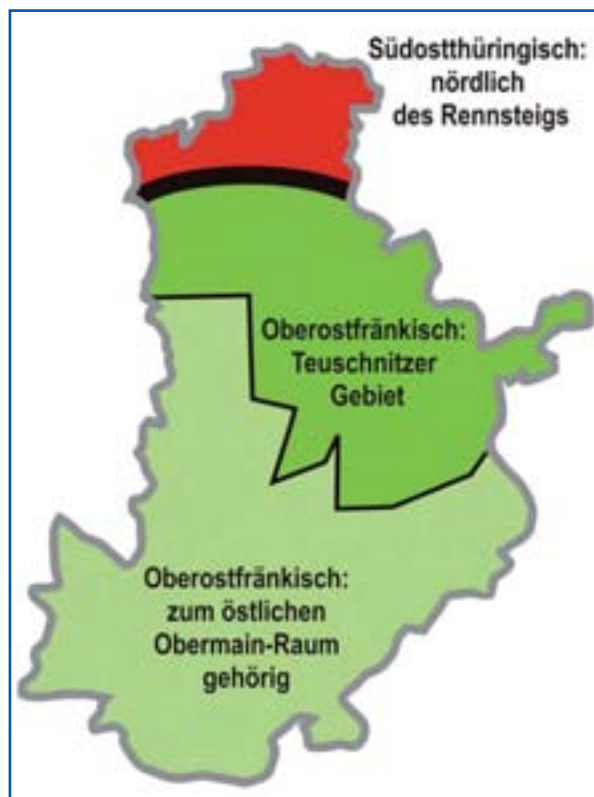 Südostthüringisch:
nördlich
des Rennsteigs
Oberostfränkisch:
Teuschnitzer
Gebiet
Oberostfränkisch:
zum östlichen
Obermain-Raum
gehörig